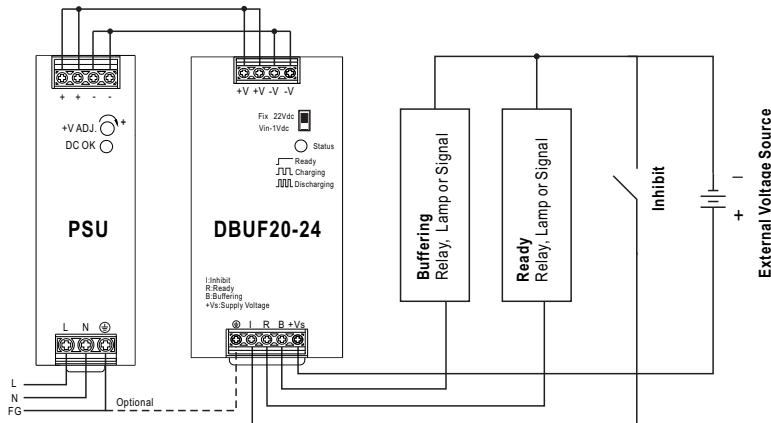 + + - -
+V ADJ.
+
DC OK
PSU
L N
L
N
FG
Optional
+V +V -V -V
Fix 22Vdc
Vin-1Vdc
Status
Ready
Charging
Discharging
DBUF20-24
I:Inhibit
R:Ready
B:Buffering
+Vs:Supply Voltage
I R B +Vs
Buffering
Relay, Lamp or Signal
Ready
Relay, Lamp or Signal
Inhibit
− +
External Voltage Source